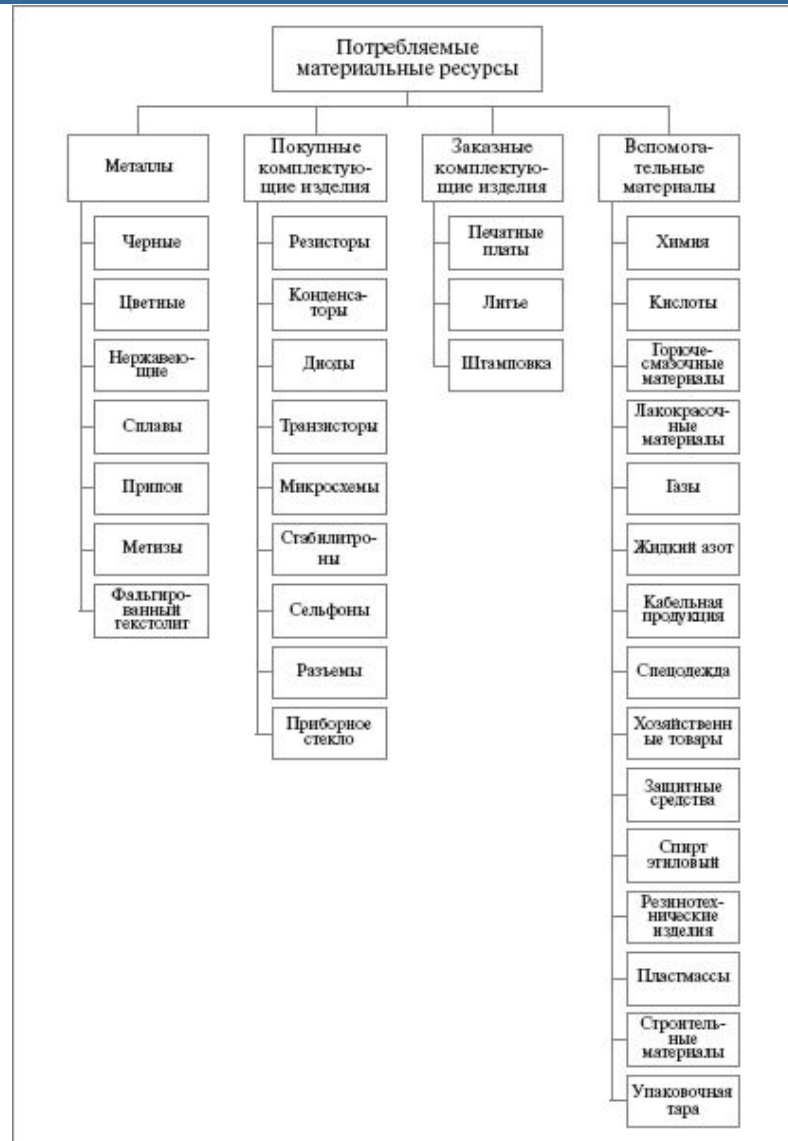 Потребляемые
материальные ресурсы
Металлы
Черные
Цветные
Нержавею-
щие
Сплавы
Припои
Метизы
Фальгиро-
ванный
текстолит
Покупные
комплектую-
щие изделия
Резисторы
Конденса-
торы
Диоды
Транзисторы
Микросхемы
Стабилитро-
ны
Сельфоны
Разъемы
Приборное
стекло
Заказные
комплектую-
щие изделия
Печатные
платы
Литье
Штамповка
Вспомога-
тельные
материалы
Химия
Кислоты
Горюче-
смазочные
материалы
Лакокрасоч-
ные
материалы
Газы
Жидкий азот
Кабельная
продукция
Спецодежда
Хозяйственн
ые товары
Защитные
средства
Спирт
этиловый
Резинотех-
нические
изделия
Пластмассы
Строитель-
ные
материалы
Упаковочная
тара